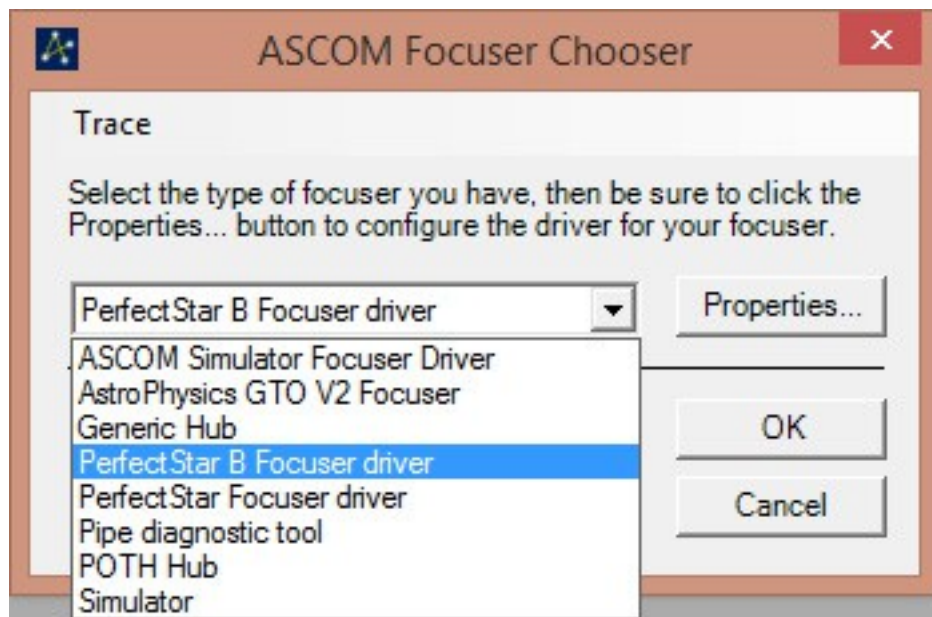 ASCOM Focuser Chooser
Trace
Select the type of focuser you have, then be sure to click the
Properties... button to configure the driver for your focuser.
PerfectStar B Focuser driver
Properties...
ASCOM Simulator Focuser Driver
AstroPhysics GTO V2 Focuser
Generic Hub
PerfectStar B Focuser driver
PerfectStar Focuser driver
Pipe diagnostic tool
POTH Hub
Simulator
OK
Cancel